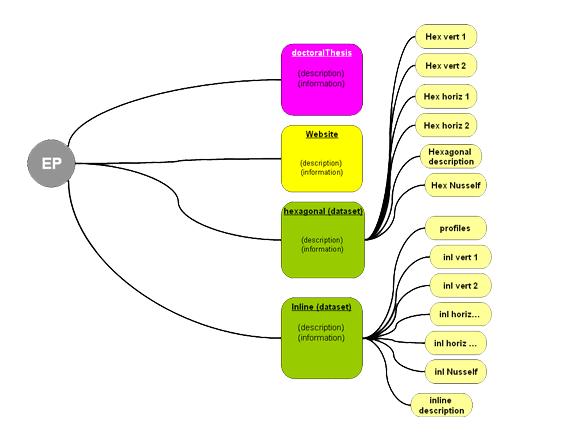 EP
doctoralThesis
(description)
(information)
Website
(description)
(information)
hexagonal (dataset)
(description)
(information)
Inline (dataset)
(description)
(information)
Hex vert 1
Hex vert 2
Hex horiz 1
Hex horiz 2
Hexagonal
description
Hex Nusself
profiles
inl vert 1
inl vert 2
inl horiz...
inl horiz ...
inl Nusself
inline
description